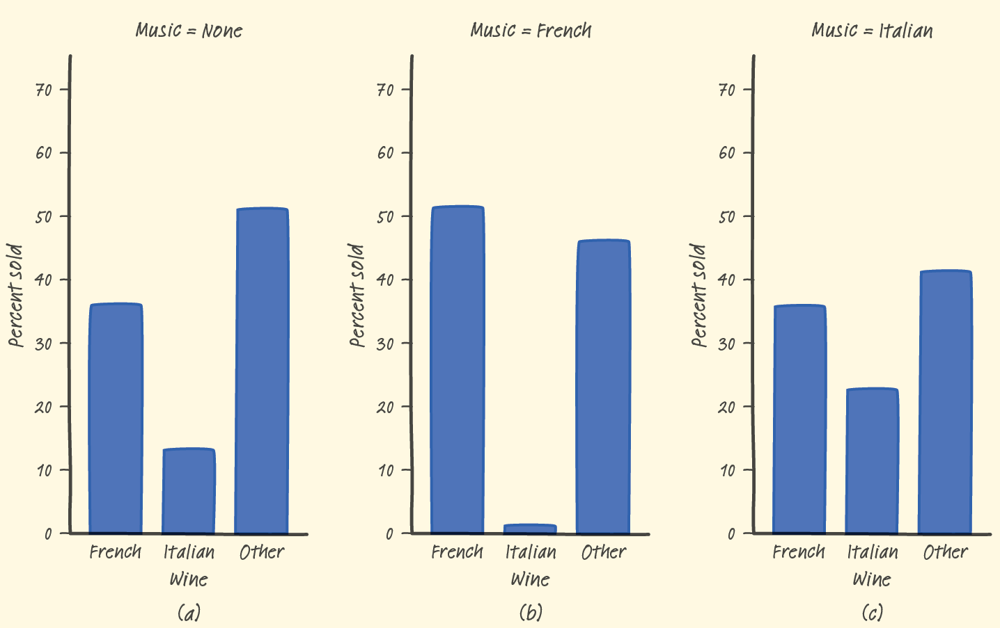 Music = None
70
60
50
40
30
20
10
0
Percent sold
French Italian Other
Wine
(a)
Music = French
70
60
50
40
30
20
10
0
Percent sold
French Italian Other
Wine
(b)
Music = Italian
70
60
50
40
30
20
10
0
Percent sold
French Italian Other
Wine
(c)